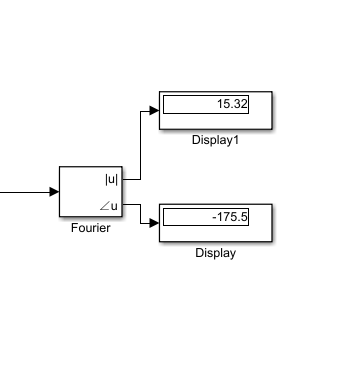 15.32
Display1
|u|
∠u
Fourier
-175.5
Display